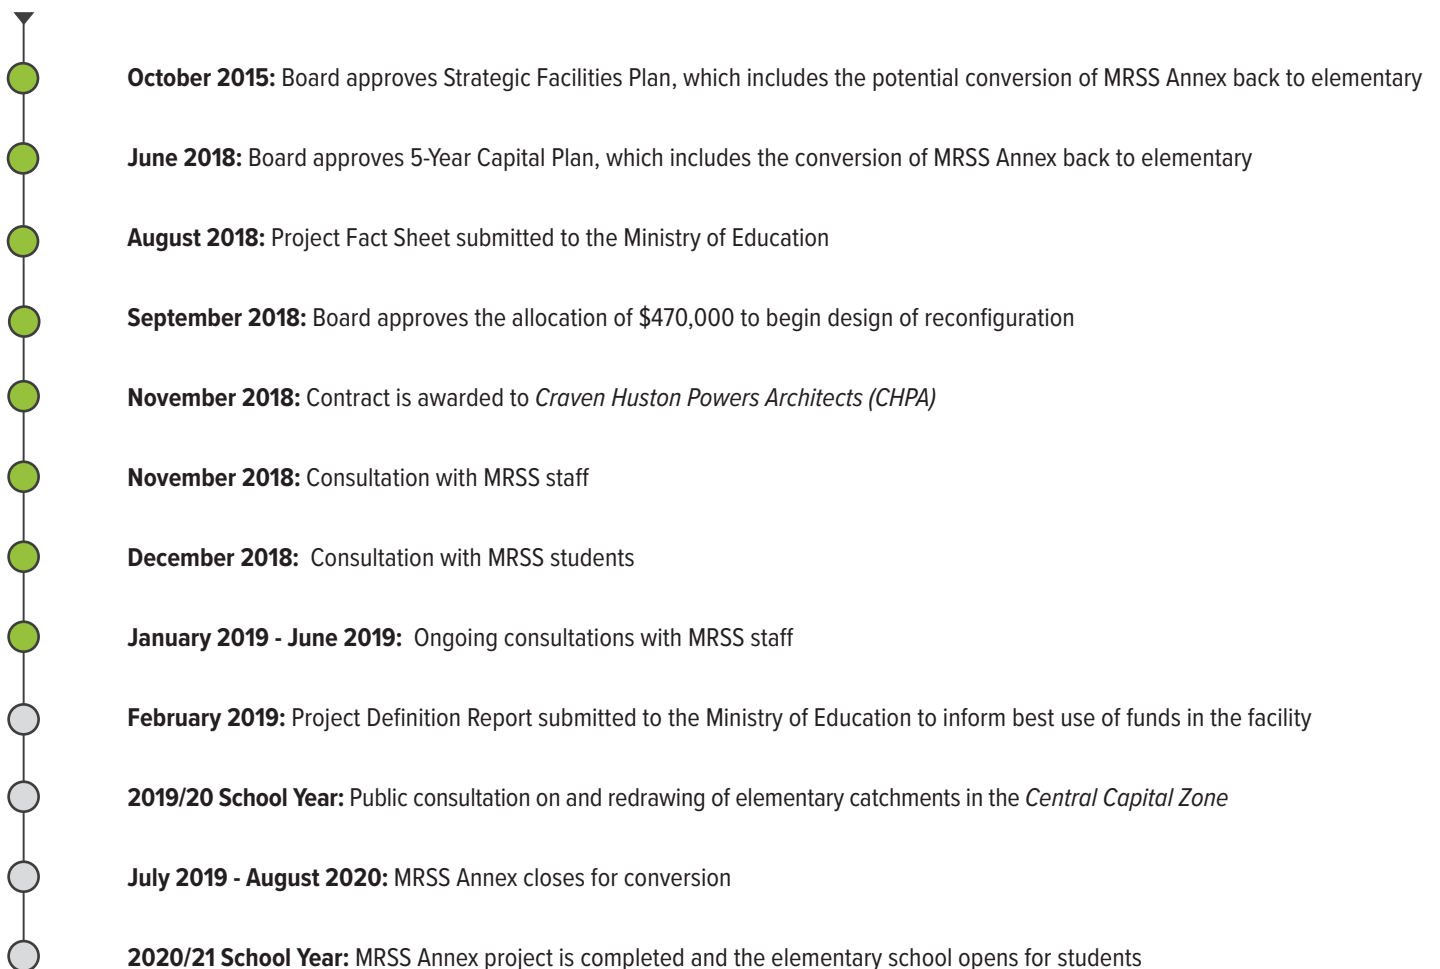 October 2015: Board approves Strategic Facilities Plan, which includes the potential conversion of MRSS Annex back to elementary
June 2018: Board approves 5-Year Capital Plan, which includes the conversion of MRSS Annex back to elementary
August 2018: Project Fact Sheet submitted to the Ministry of Education
September 2018: Board approves the allocation of $470,000 to begin design of reconfiguration
November 2018: Contract is awarded to Craven Huston Powers Architects (CHPA)
November 2018: Consultation with MRSS staff
December 2018: Consultation with MRSS students
January 2019 - June 2019: Ongoing consultations with MRSS staff
February 2019: Project Definition Report submitted to the Ministry of Education to inform best use of funds in the facility
2019/20 School Year: Public consultation on and redrawing of elementary catchments in the Central Capital Zone
July 2019 - August 2020: MRSS Annex closes for conversion
2020/21 School Year: MRSS Annex project is completed and the elementary school opens for students